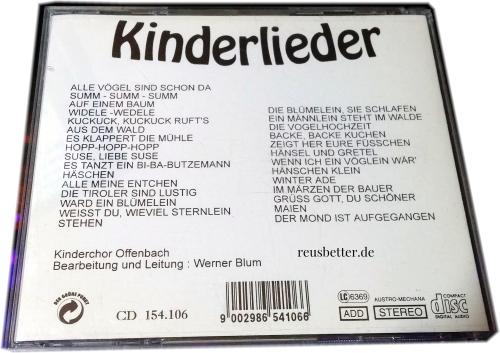 Kinderlieder
ALLE VÖGEL SIND SCHON DA
SUMM - SUMM - SUMM
AUF EINEM BAUM
WIDELE -WEDELE
KUCKUCK, KUCKUCK RUFT'S
AUS DEM WALD
ES KLAPPERT DIE MÜHLE
HOPP-HOPP-HOPP
SUSE, LIEBE SUSE
ES TANZT EIN BI-BA-BUTZEMANN
HÄSCHEN
ALLE MEINE ENTCHEN
DIE TIROLER SIND LUSTIG
WARD EIN BLÜMELEIN
WEISST DU, WIEVIEL STERNLEIN
STEHEN
DIE BLÜMELEIN, SIE SCHLAFEN
EIN MÄNNLEIN STEHT IM WALDE
DIE VOGELHOCHZEIT
BACKE, BACKE KUCHEN
ZEIGT HER EURE FÜSSCHEN
HÄNSEL UND GRETEL
WENN ICH EIN VÖGLEIN WÄR'
HÄNSCHEN KLEIN
WINTER ADE
IM MÄRZEN DER BAUER
GRÜSS GOTT, DU SCHÖNER
MAIEN
DER MOND IST AUFGEGANGEN
Kinderchor Offenbach
Bearbeitung und Leitung : Werner Blum
reusbetter.de
DER GRÜNE PUNKT
CD 154.106
9 002986 541066
LC 6369
ADD
AUSTRO-MECHANA
STEREO
COMPACT
disc
DIGITAL AUDIO